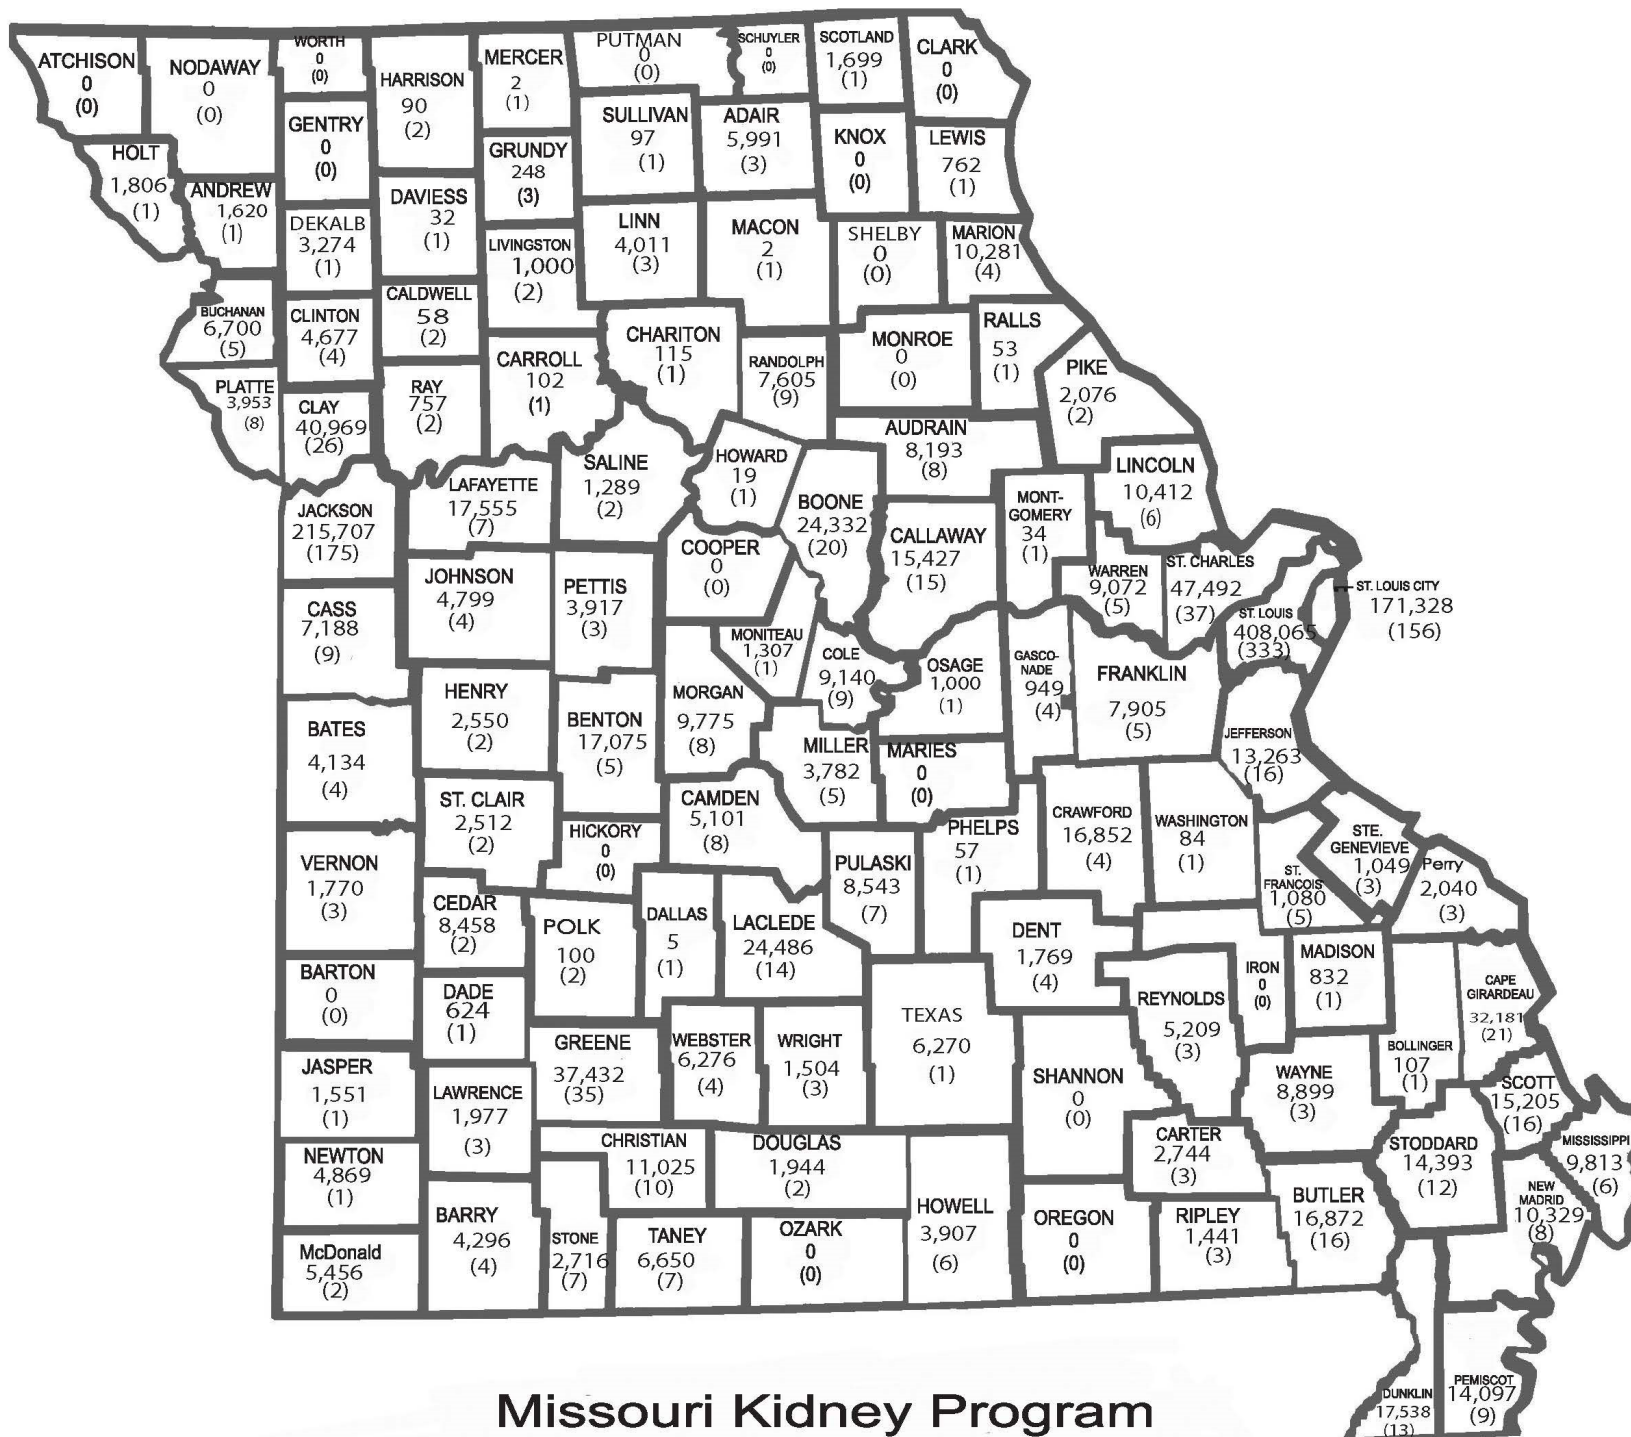 ATCHISON
0
(0)
NODAWAY
0
(0)
WORTH
0
(0)
HARRISON
90
(2)
MERCER
2
(1)
PUTMAN
0
(0)
SCHUYLER
0
(0)
SCOTLAND
1,699
(1)
CLARK
0
(0)
HOLT
1,806
(1)
ANDREW
1,620
(1)
GENTRY
0
(0)
DEKALB
3,274
(1)
DAVIESS
32
(1)
GRUNDY
248
(3)
SULLIVAN
97
(1)
ADAIR
5,991
(3)
KNOX
0
(0)
LEWIS
762
(1)
LIVINGSTON
1,000
(2)
LINN
4,011
(3)
MACON
2
(1)
SHELBY
0
(0)
MARION
10,281
(4)
BUCHANAN
6,700
(5)
CLINTON
4,677
(4)
CALDWELL
58
(2)
CARROLL
102
(1)
CHARITON
115
(1)
RANDOLPH
7,605
(9)
MONROE
0
(0)
RALLS
53
(1)
PIKE
2,076
(2)
PLATTE
3,953
(8)
CLAY
40,969
(26)
RAY
757
(2)
AUDRAIN
8,193
(8)
JACKSON
215,707
(175)
LAFAYETTE
17,555
(7)
SALINE
1,289
(2)
HOWARD
19
(1)
BOONE
24,332
(20)
CALLAWAY
15,427
(15)
MONT-
GOMERY
34
(1)
LINCOLN
10,412
(6)
WARREN
9,072
(5)
ST. CHARLES
47,492
(37)
ST. LOUIS
408,065
(333)
ST. LOUIS CITY
171,328
(156)
CASS
7,188
(9)
JOHNSON
4,799
(4)
PETTIS
3,917
(3)
COOPER
0
(0)
MONITEAU
1,307
(1)
COLE
9,140
(9)
OSAGE
1,000
(1)
GASCO-
NADE
949
(4)
FRANKLIN
7,905
(5)
JEFFERSON
13,263
(16)
BATES
4,134
(4)
HENRY
2,550
(2)
BENTON
17,075
(5)
MORGAN
9,775
(8)
MILLER
3,782
(5)
MARIES
0
(0)
ST. CLAIR
2,512
(2)
HICKORY
0
(0)
CAMDEN
5,101
(8)
PULASKI
8,543
(7)
PHELPS
57
(1)
CRAWFORD
16,852
(4)
WASHINGTON
84
(1)
ST.
FRANCOIS
1,080
(5)
STE.
GENEVIEVE
1,049
(3)
Perry
2,040
(3)
VERNON
1,770
(3)
CEDAR
8,458
(2)
POLK
100
(2)
DALLAS
5
(1)
LACLEDE
24,486
(14)
DENT
1,769
(4)
IRON
0
(0)
MADISON
832
(1)
CAPE
GIRARDEAU
32,181
(21)
BARTON
0
(0)
DADE
624
(1)
GREENE
37,432
(35)
WEBSTER
6,276
(4)
WRIGHT
1,504
(3)
TEXAS
6,270
(1)
SHANNON
0
(0)
REYNOLDS
5,209
(3)
WAYNE
8,899
(3)
BOLLINGER
107
(1)
SCOTT
15,205
(16)
JASPER
1,551
(1)
LAWRENCE
1,977
(3)
CHRISTIAN
11,025
(10)
DOUGLAS
1,944
(2)
CARTER
2,744
(3)
STODDARD
14,393
(12)
MISSISSIPPI
9,813
(6)
NEWTON
4,869
(1)
BARRY
4,296
(4)
STONE
2,716
(7)
TANEY
6,650
(7)
OZARK
0
(0)
HOWELL
3,907
(6)
OREGON
0
(0)
RIPLEY
1,441
(3)
BUTLER
16,872
(16)
NEW
MADRID
10,329
(8)
McDonald
5,456
(2)
DUNKLIN
17,538
(13)
PEMISCOT
14,097
(9)
Missouri Kidney Program